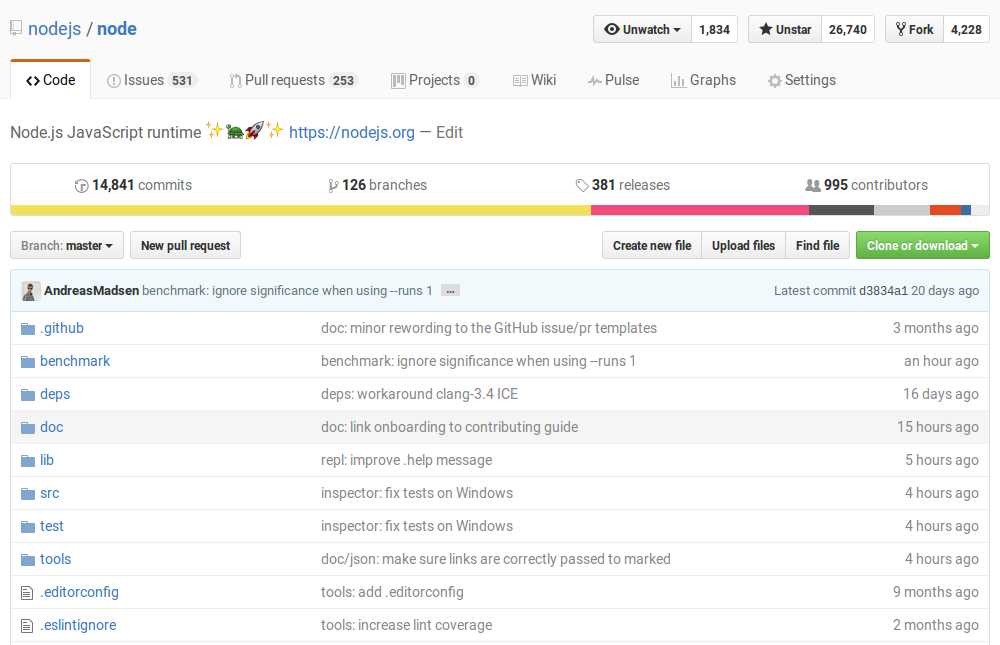 nodejs / node Unwatch 1,834 Unstar 26,740 Fork 4,228
Code Issues 531 Pull requests 253 Projects 0 Wiki Pulse Graphs Settings
Node.js JavaScript runtime ✨🐢🚀✨ https://nodejs.org — Edit
14,841 commits 126 branches 381 releases 995 contributors
Branch: master New pull request Create new file Upload files Find file Clone or download
AndreasMadsen benchmark: ignore significance when using --runs 1 ... Latest commit d3834a1 20 days ago
.github doc: minor rewording to the GitHub issue/pr templates 3 months ago
benchmark benchmark: ignore significance when using --runs 1 an hour ago
deps deps: workaround clang-3.4 ICE 16 days ago
doc doc: link onboarding to contributing guide 15 hours ago
lib repl: improve .help message 5 hours ago
src inspector: fix tests on Windows 4 hours ago
test inspector: fix tests on Windows 4 hours ago
tools doc/json: make sure links are correctly passed to marked 4 hours ago
.editorconfig tools: add .editorconfig 9 months ago
.eslintignore tools: increase lint coverage 2 months ago